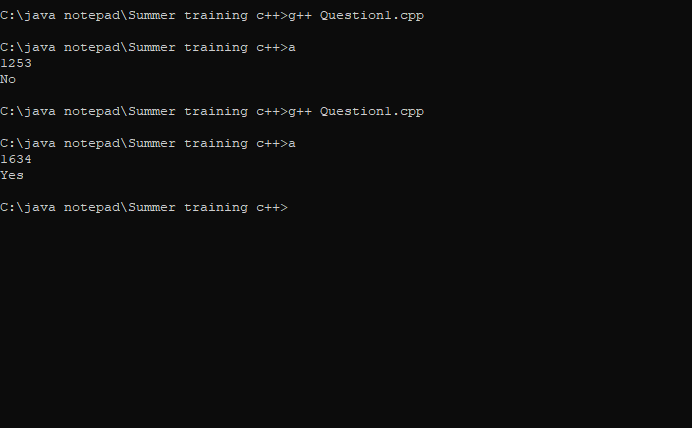 C:\java notepad\Summer training c++>g++ Question1.cpp
C:\java notepad\Summer training c++>a
1253
No
C:\java notepad\Summer training c++>g++ Question1.cpp
C:\java notepad\Summer training c++>a
1634
Yes
C:\java notepad\Summer training c++>